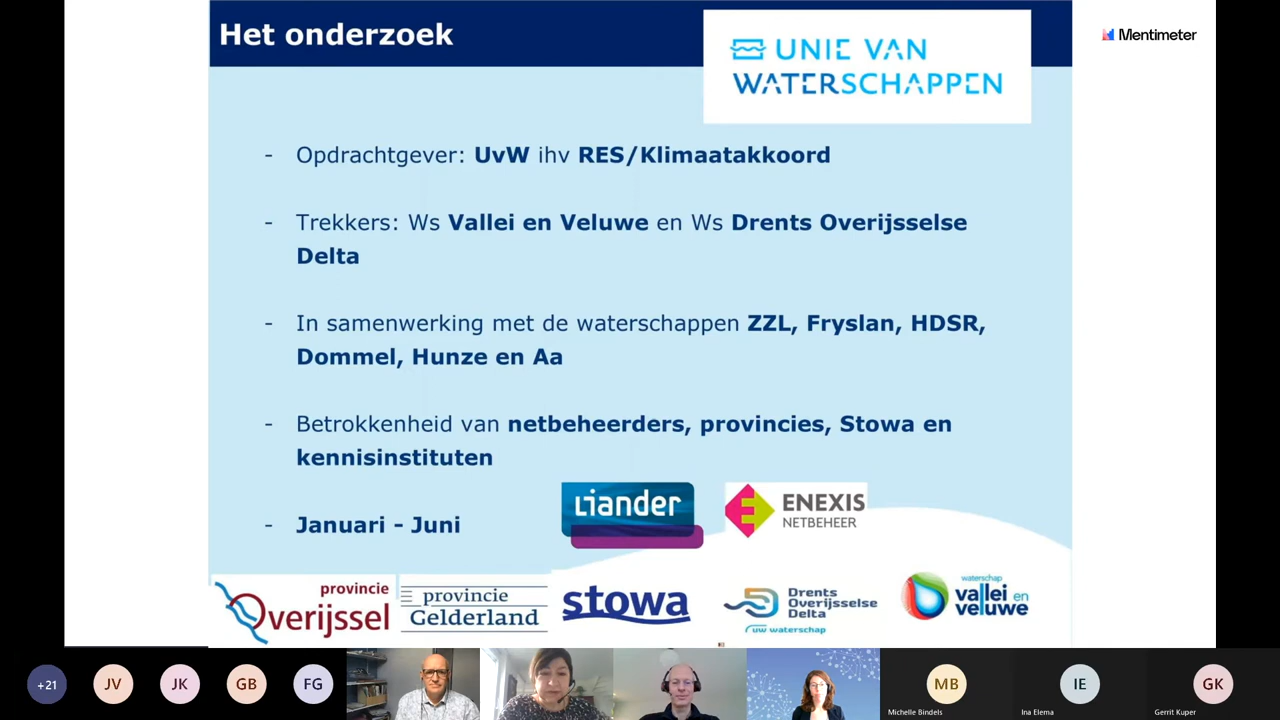 Het onderzoek
UNIE VAN
WATERSCHAPPEN
Mentimeter
- Opdrachtgever: UvW ihv RES/Klimaatakkoord
- Trekkers: Ws Vallei en Veluwe en Ws Drents Overijsselse
Delta
- In samenwerking met de waterschappen ZZL, Fryslan, HDSR,
Dommel, Hunze en Aa
- Betrokkenheid van netbeheerders, provincies, Stowa en
kennisinstituten
- Januari - Juni
Liander
ENEXIS
NETBEHEER
provincie
Overijssel
provincie
Gelderland
stowa
Drents
Overijsselse
Delta
uw waterschap
waterschap
vallei en
veluwe
+21
JV
JK
GB
FG
MB
Michelle Bindels
IE
Ina Elema
GK
Gerrit Kuper